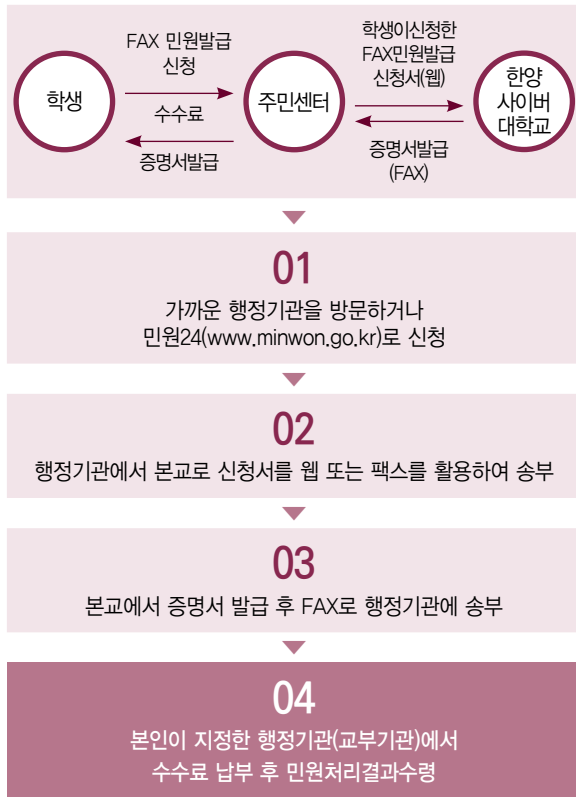 FAX 민원발급
신청
학생이신청한
FAX민원발급
신청서(웹)
학생
수수료
증명서발급
주민센터
증명서발급
(FAX)
한양
사이버
대학교
01
가까운 행정기관을 방문하거나
민원24(www.minwon.go.kr)로 신청
02
행정기관에서 본교로 신청서를 웹 또는 팩스를 활용하여 송부
03
본교에서 증명서 발급 후 FAX로 행정기관에 송부
04
본인이 지정한 행정기관(교부기관)에서
수수료 납부 후 민원처리결과수령